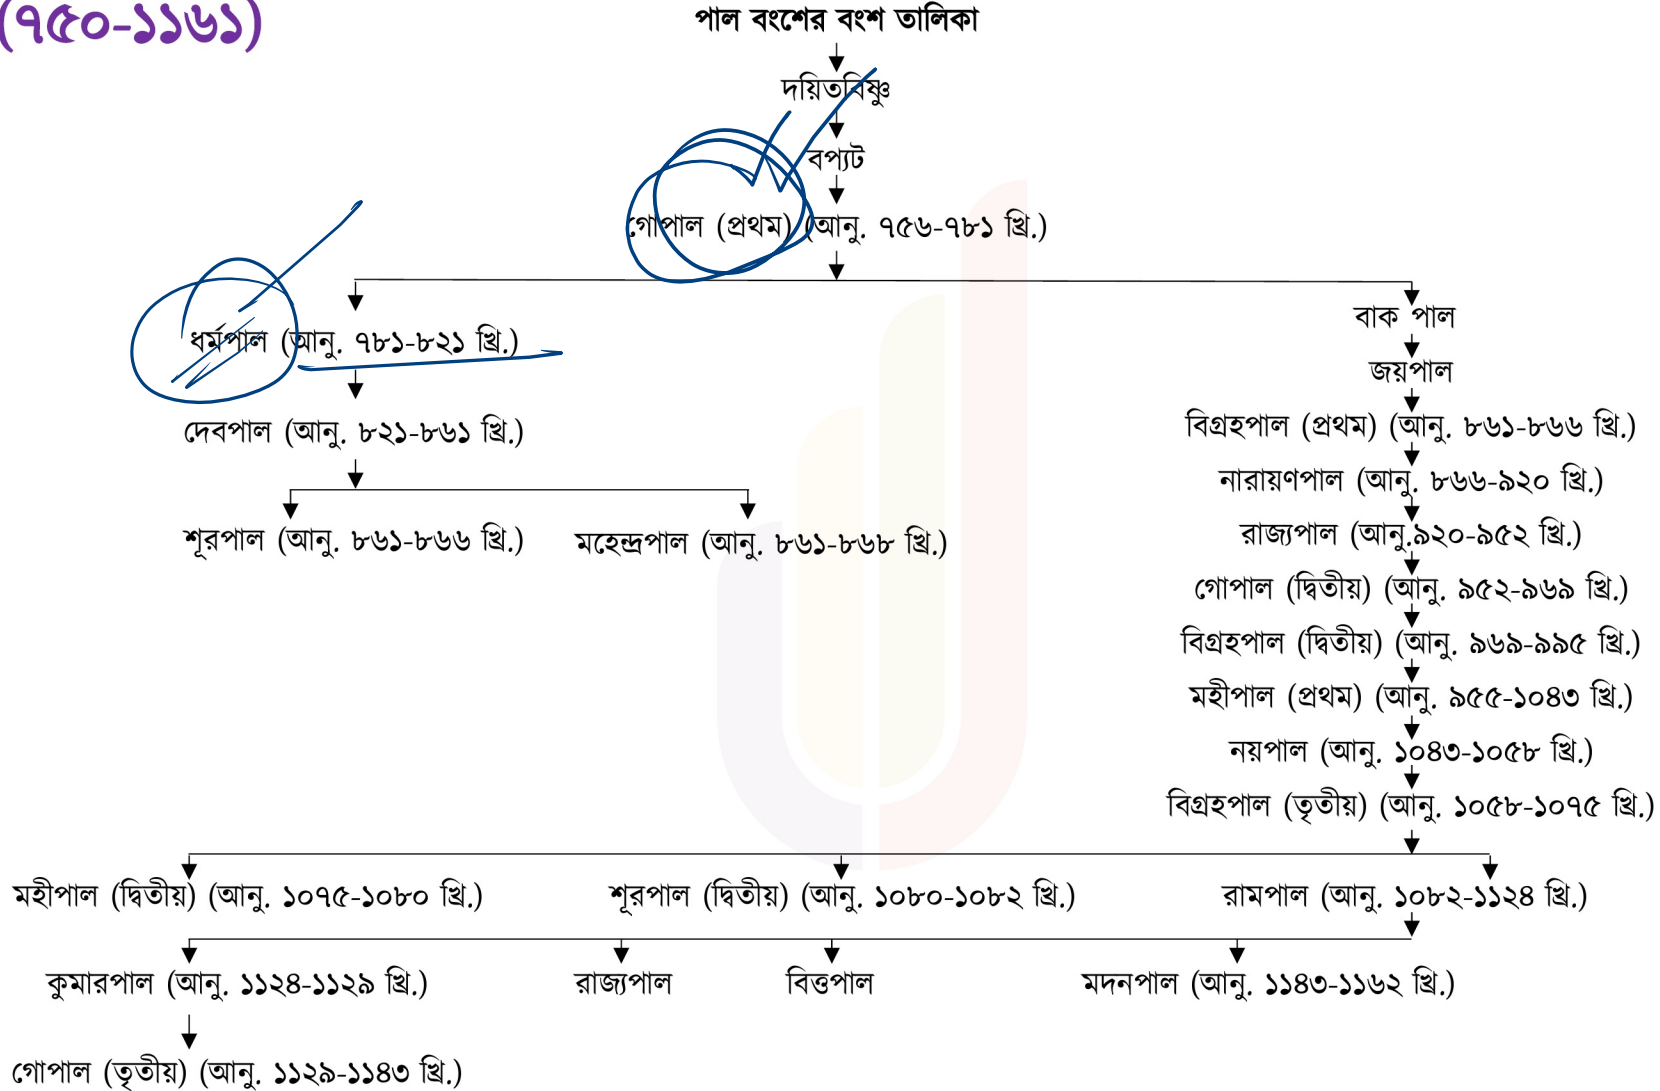 (৭৫০-১১৬১)
পাল বংশের বংশ তালিকা
দয়িতবিষ্ণু
বপ্যট
গোপাল (প্রথম) (আনু. ৭৫৬-৭৮১ খ্রি.)
ধর্মপাল (আনু. ৭৮১-৮২১ খ্রি.)
দেবপাল (আনু. ৮২১-৮৬১ খ্রি.)
শূরপাল (আনু. ৮৬১-৮৬৬ খ্রি.) মহেন্দ্রপাল (আনু. ৮৬১-৮৬৮ খ্রি.)
বাক পাল
জয়পাল
বিগ্রহপাল (প্রথম) (আনু. ৮৬১-৮৬৬ খ্রি.)
নারায়ণপাল (আনু. ৮৬৬-৯২০ খ্রি.)
রাজ্যপাল (আনু.৯২০-৯৫২ খ্রি.)
গোপাল (দ্বিতীয়) (আনু. ৯৫২-৯৬৯ খ্রি.)
বিগ্রহপাল (দ্বিতীয়) (আনু. ৯৬৯-৯৯৫ খ্রি.)
মহীপাল (প্রথম) (আনু. ৯৫৫-১০৪৩ খ্রি.)
নয়পাল (আনু. ১০৪৩-১০৫৮ খ্রি.)
বিগ্রহপাল (তৃতীয়) (আনু. ১০৫৮-১০৭৫ খ্রি.)
মহীপাল (দ্বিতীয়) (আনু. ১০৭৫-১০৮০ খ্রি.) শূরপাল (দ্বিতীয়) (আনু. ১০৮০-১০৮২ খ্রি.) রামপাল (আনু. ১০৮২-১১২৪ খ্রি.)
কুমারপাল (আনু. ১১২৪-১১২৯ খ্রি.) রাজ্যপাল বিত্তপাল মদনপাল (আনু. ১১৪৩-১১৬২ খ্রি.)
গোপাল (তৃতীয়) (আনু. ১১২৯-১১৪৩ খ্রি.)